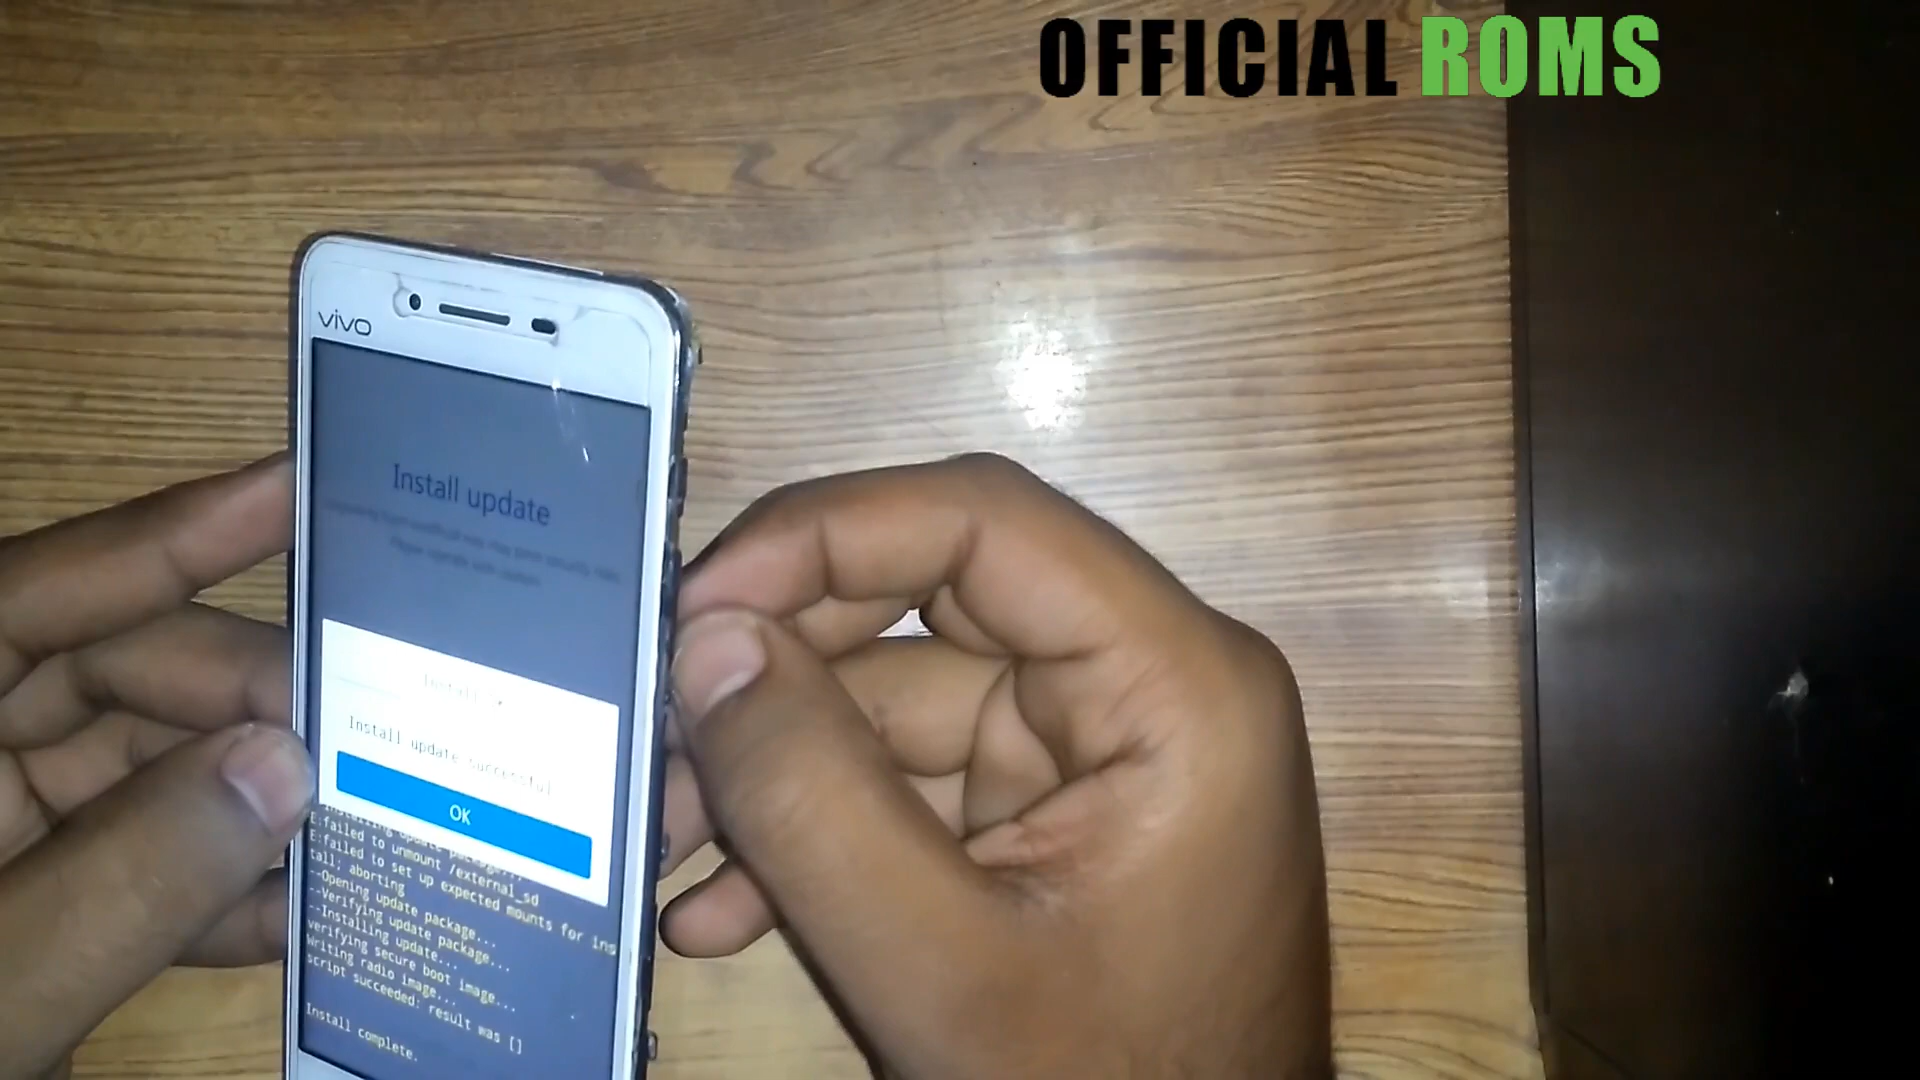 OFFICIAL ROMS
vivo
Install update
Install update successful
OK
E:failed to unmount /external_sd
E:failed to set up expected mounts for ins
tall; aborting
--Opening update package...
--Verifying update package...
--Installing update...
verifying secure boot image...
Writing radio image...
script succeeded: result was []
Install complete.